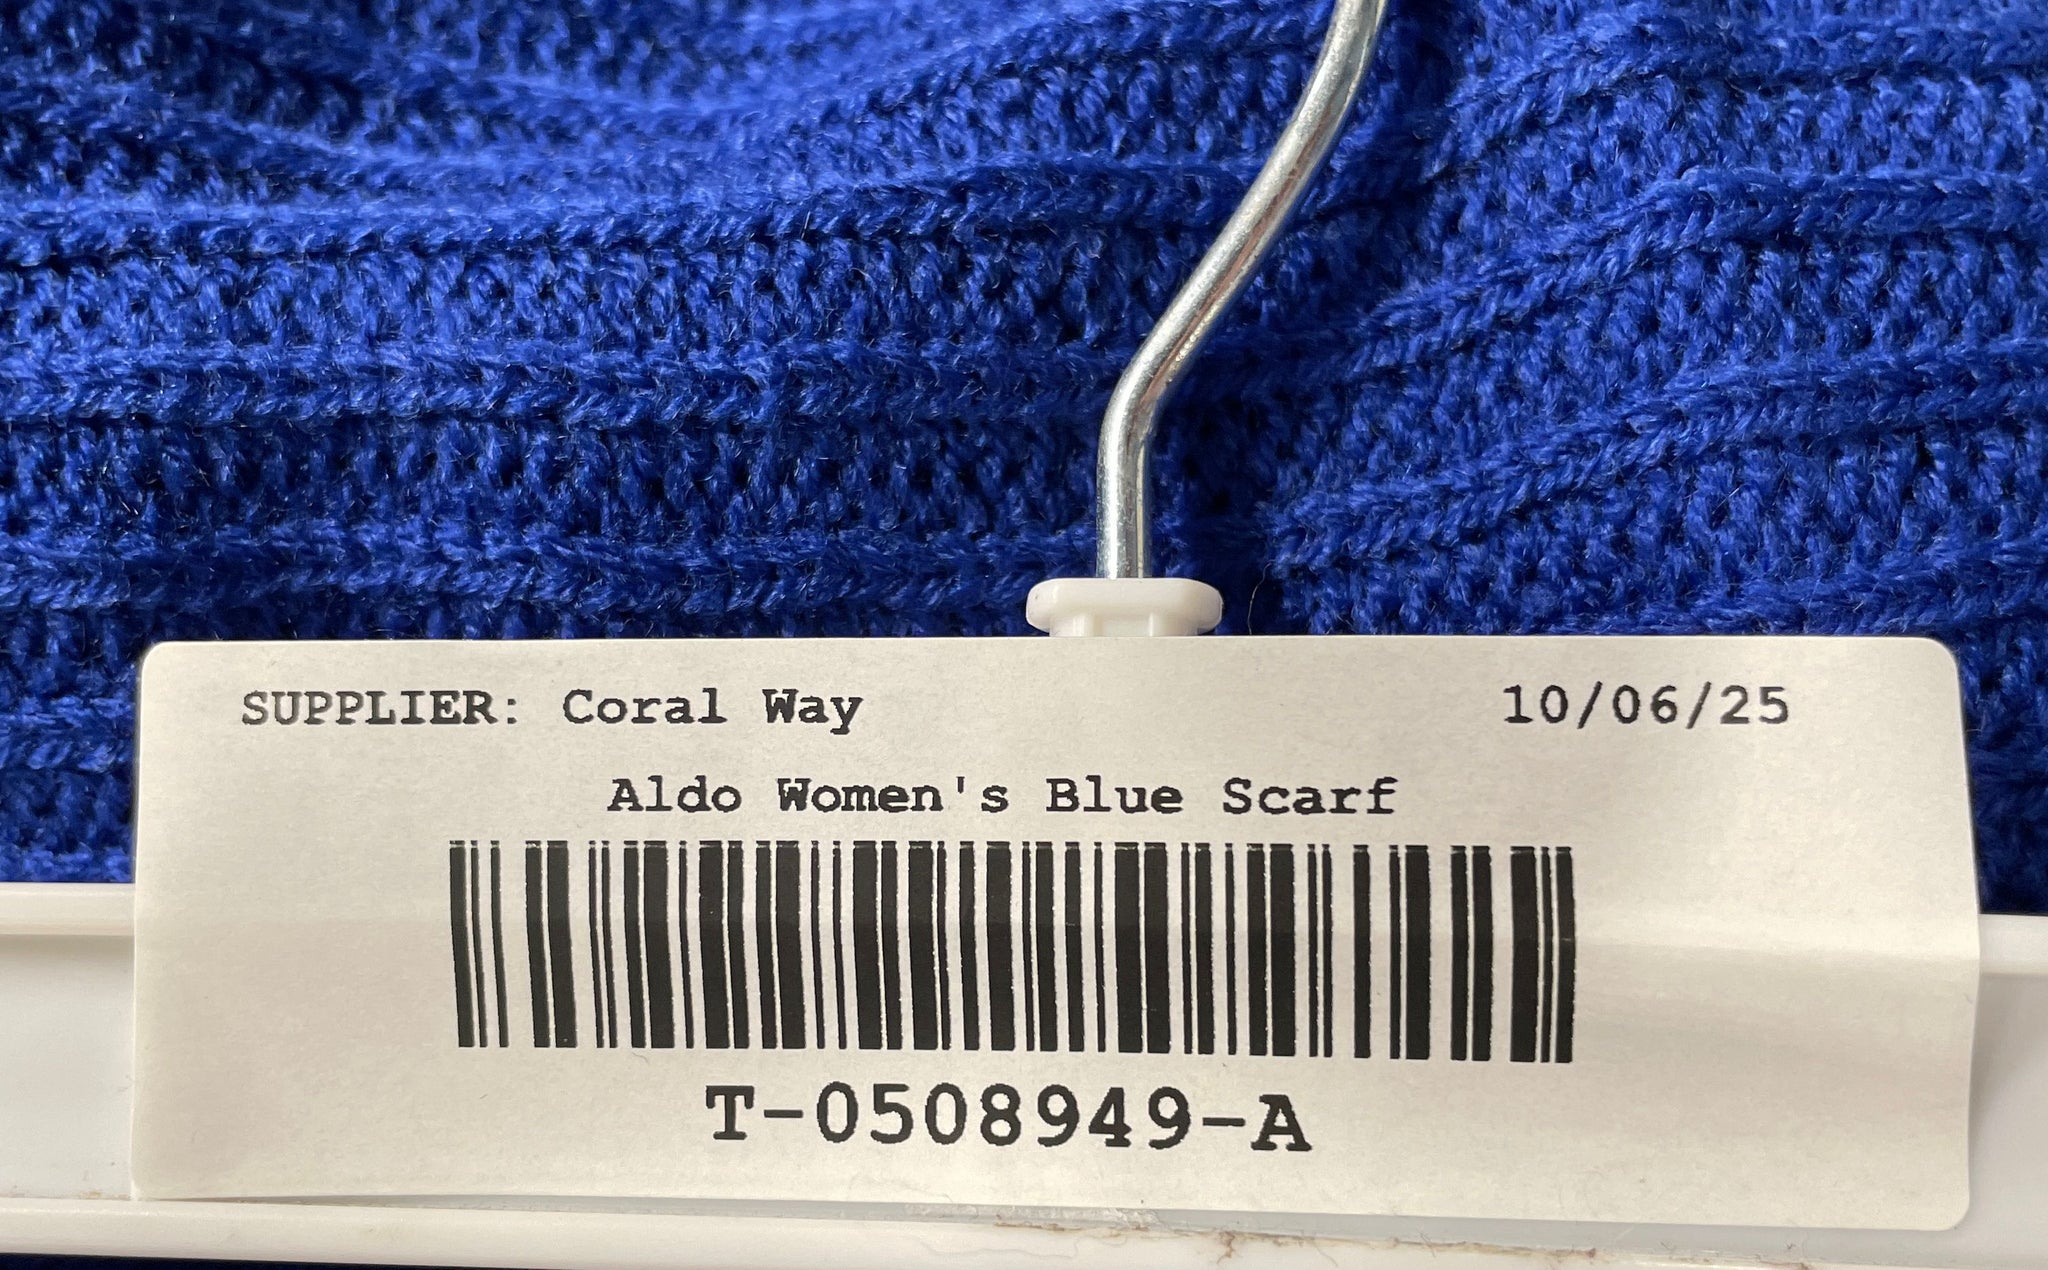 SUPPLIER: Coral Way 10/06/25
Aldo Women's Blue Scarf
T-0508949-A